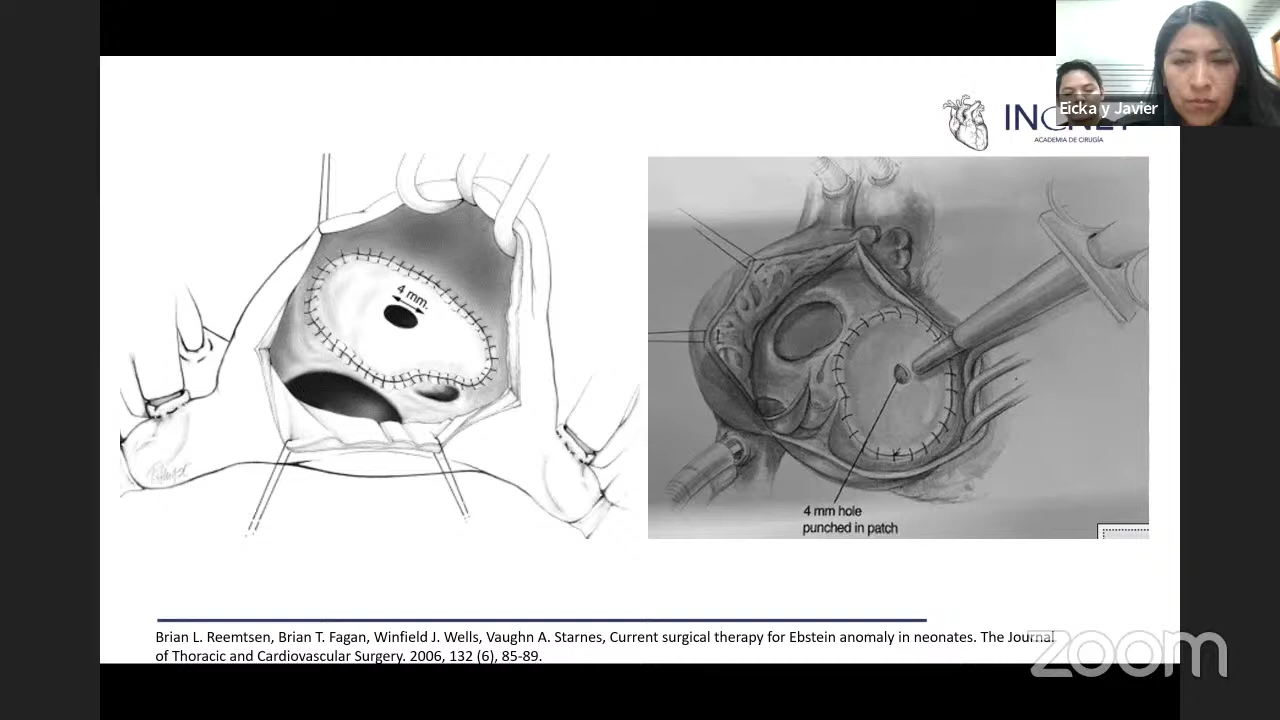 Eicka y Javier
ACADEMIA DE CIRUGÍA
4 mm.
4 mm hole
punched in patch
Brian L. Reemtsen, Brian T. Fagan, Winfield J. Wells, Vaughn A. Starnes, Current surgical therapy for Ebstein anomaly in neonates. The Journal
of Thoracic and Cardiovascular Surgery. 2006, 132 (6), 85-89.
zoom